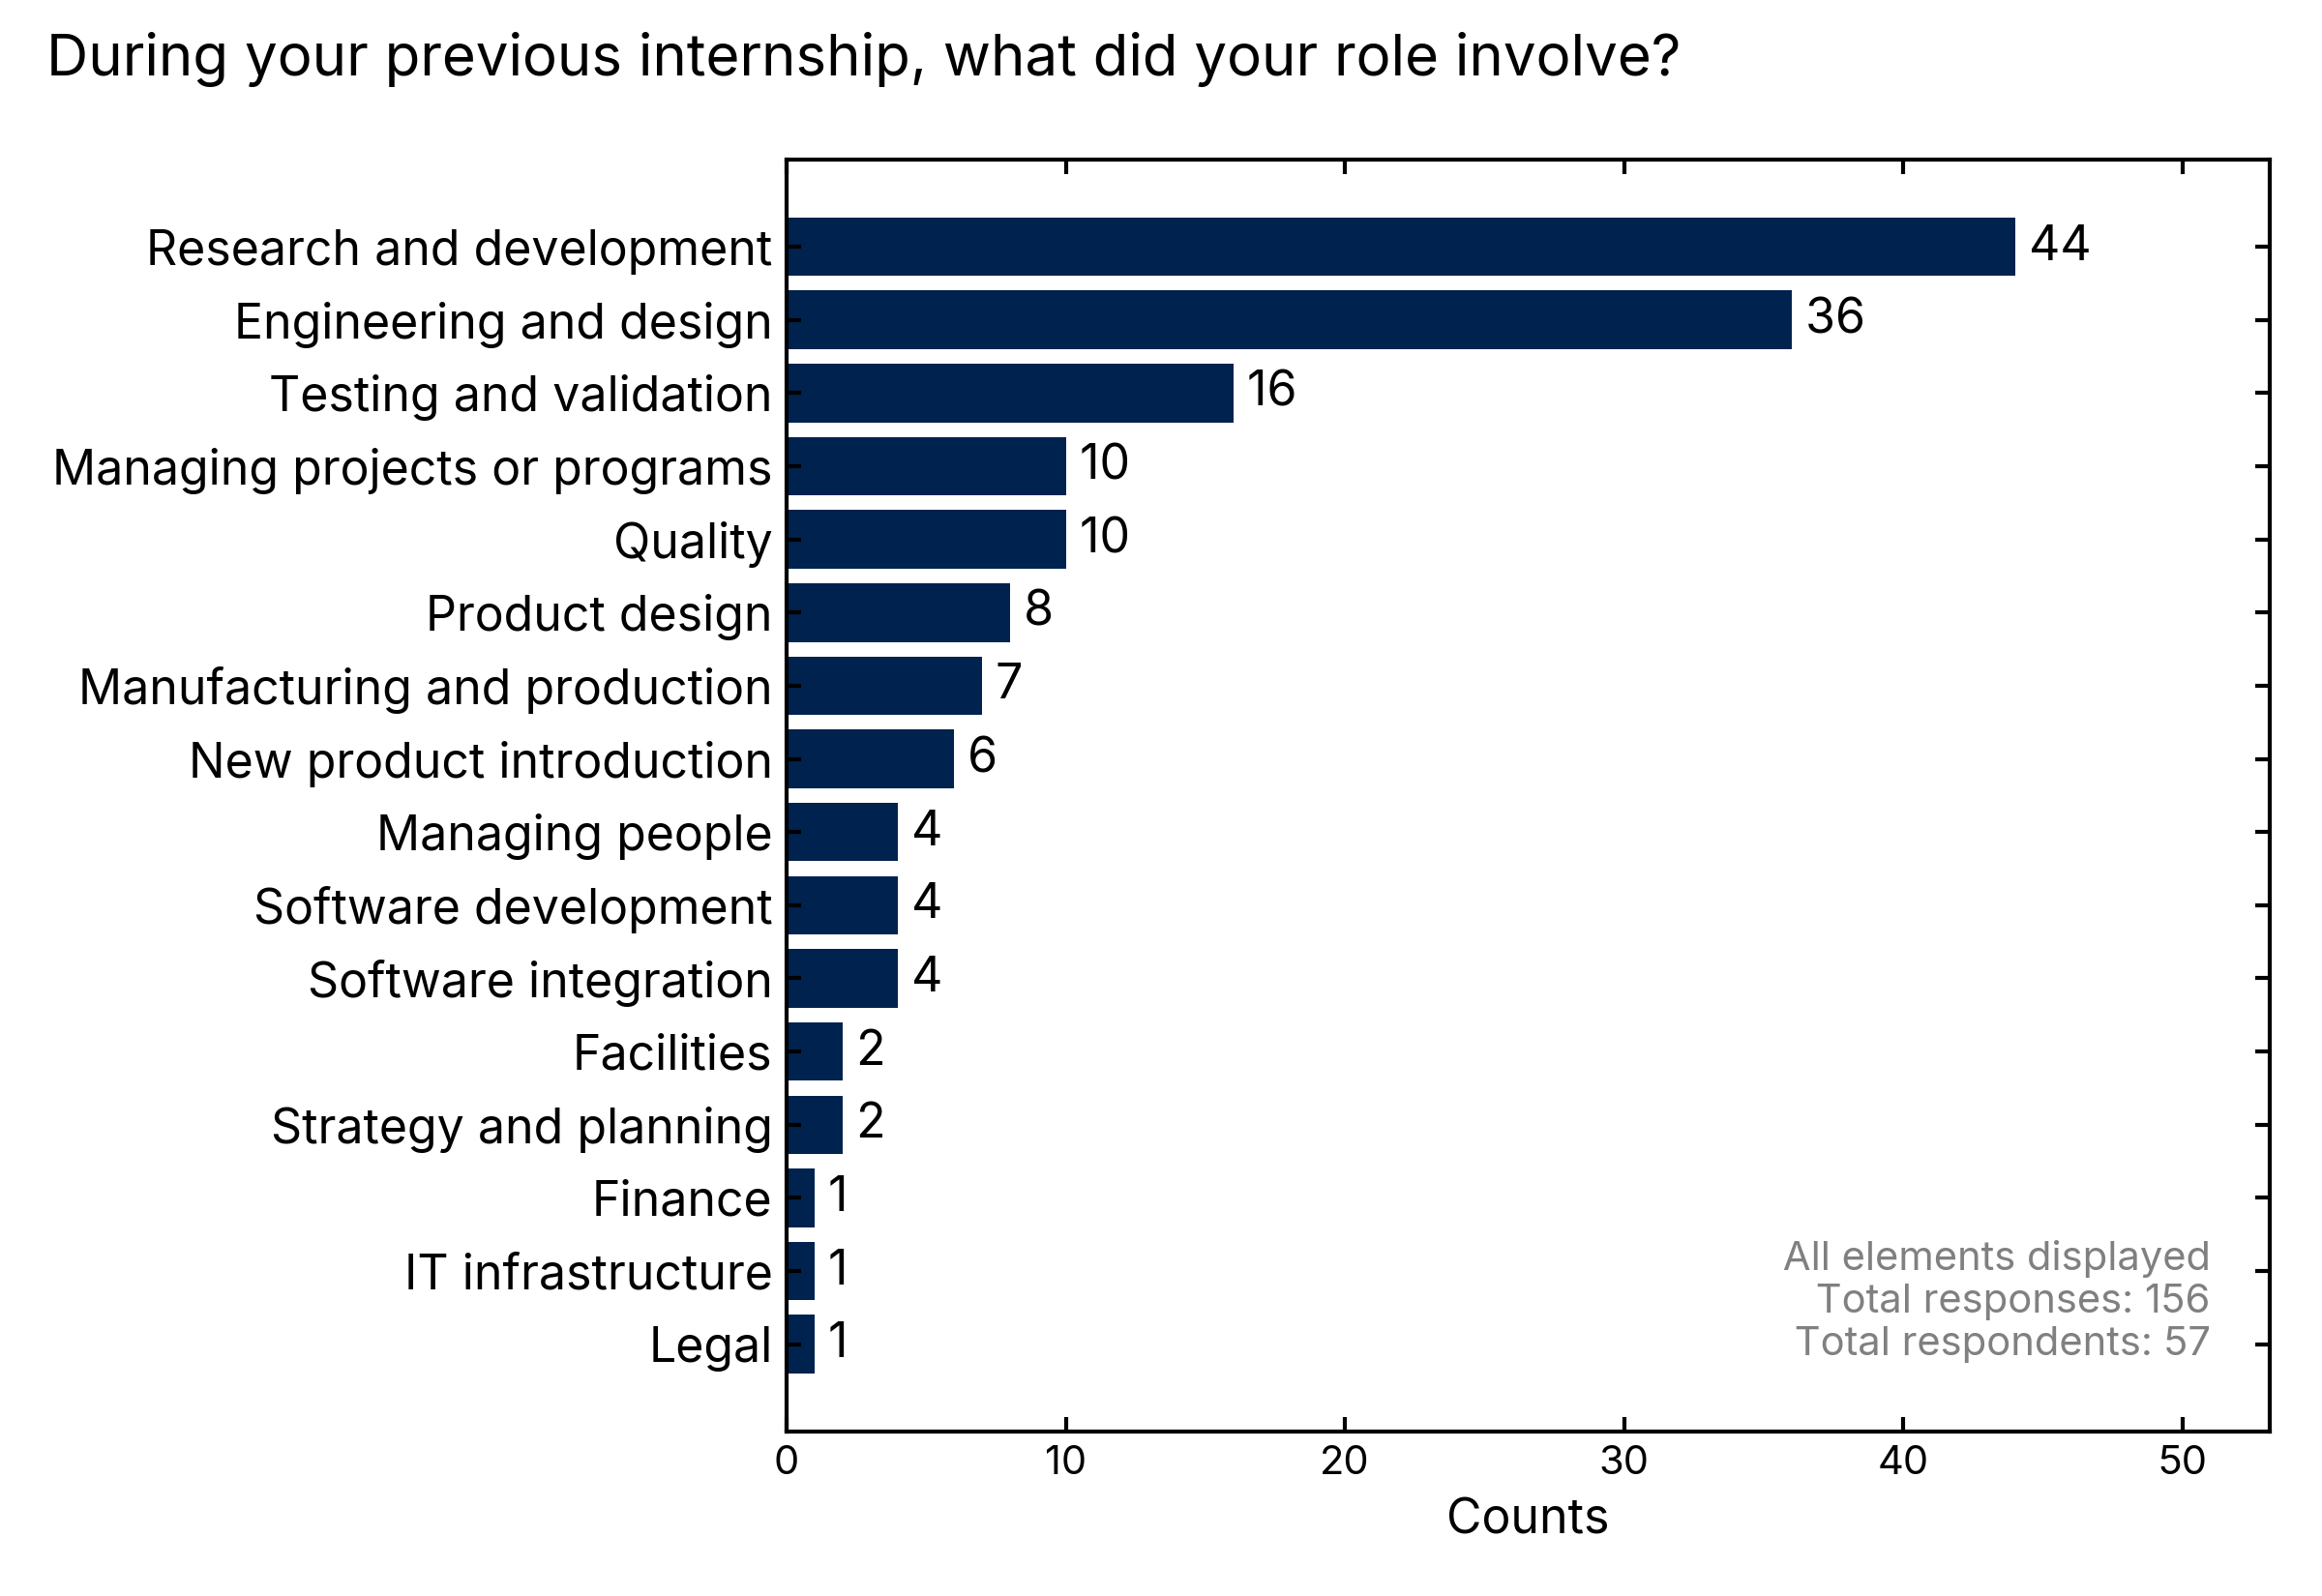 During your previous internship, what did your role involve?
Research and development 44
Engineering and design 36
Testing and validation 16
Managing projects or programs 10
Quality 10
Product design 8
Manufacturing and production 7
New product introduction 6
Managing people 4
Software development 4
Software integration 4
Facilities 2
Strategy and planning 2
Finance 1
IT infrastructure 1
Legal 1
All elements displayed
Total responses: 156
Total respondents: 57
0 10 20 30 40 50
Counts